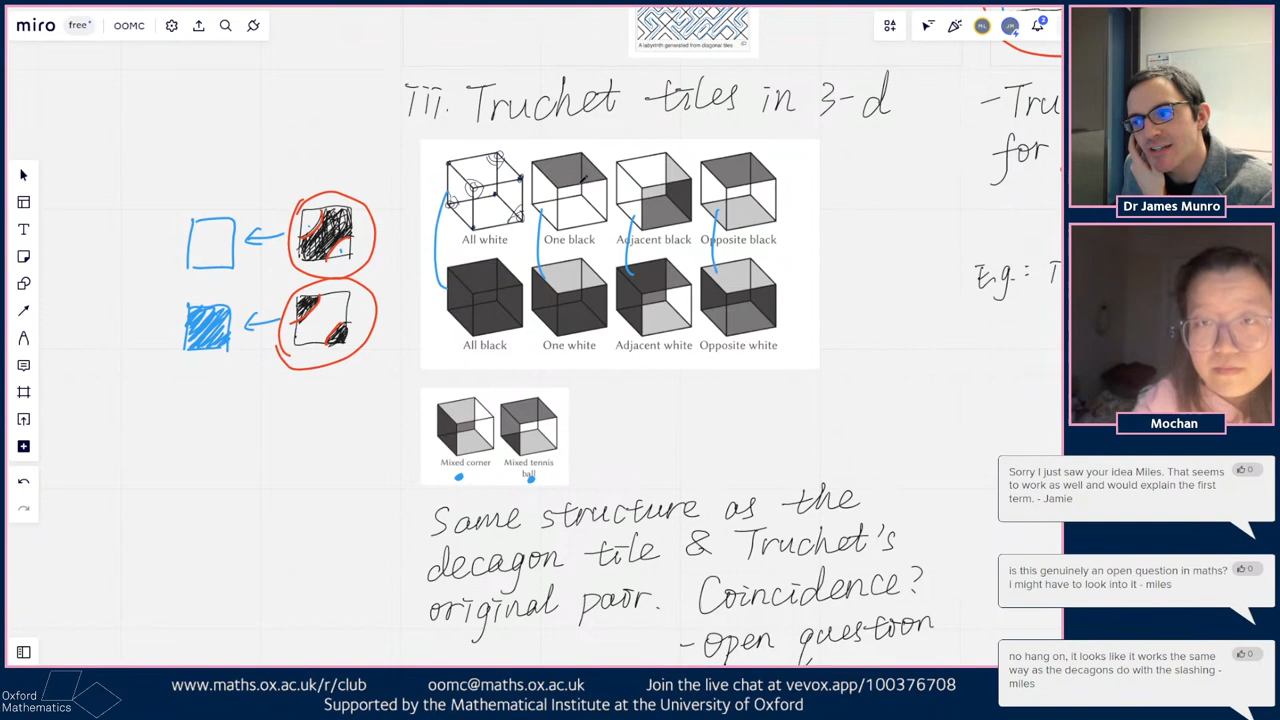 miro free OOMC
A labyrinth generated from diagonal tiles
iii. Truchet tiles in 3-d
- Tru
for
E.g.: T
All white One black Adjacent black Opposite black
All black One white Adjacent white Opposite white
Mixed corner Mixed tennis
ball
Same structure as the
decagon tile & Truchet's
original pair. Coincidence?
- open question
Dr James Munro
Mochan
Sorry I just saw your idea Miles. That seems
to work as well and would explain the first
term. - Jamie
0
is this genuinely an open question in maths?
i might have to look into it - miles
0
no hang on, it looks like it works the same
way as the decagons do with the slashing -
miles
0
Oxford
Mathematics
www.maths.ox.ac.uk/r/club oomc@maths.ox.ac.uk Join the live chat at vevox.app/100376708
Supported by the Mathematical Institute at the University of Oxford